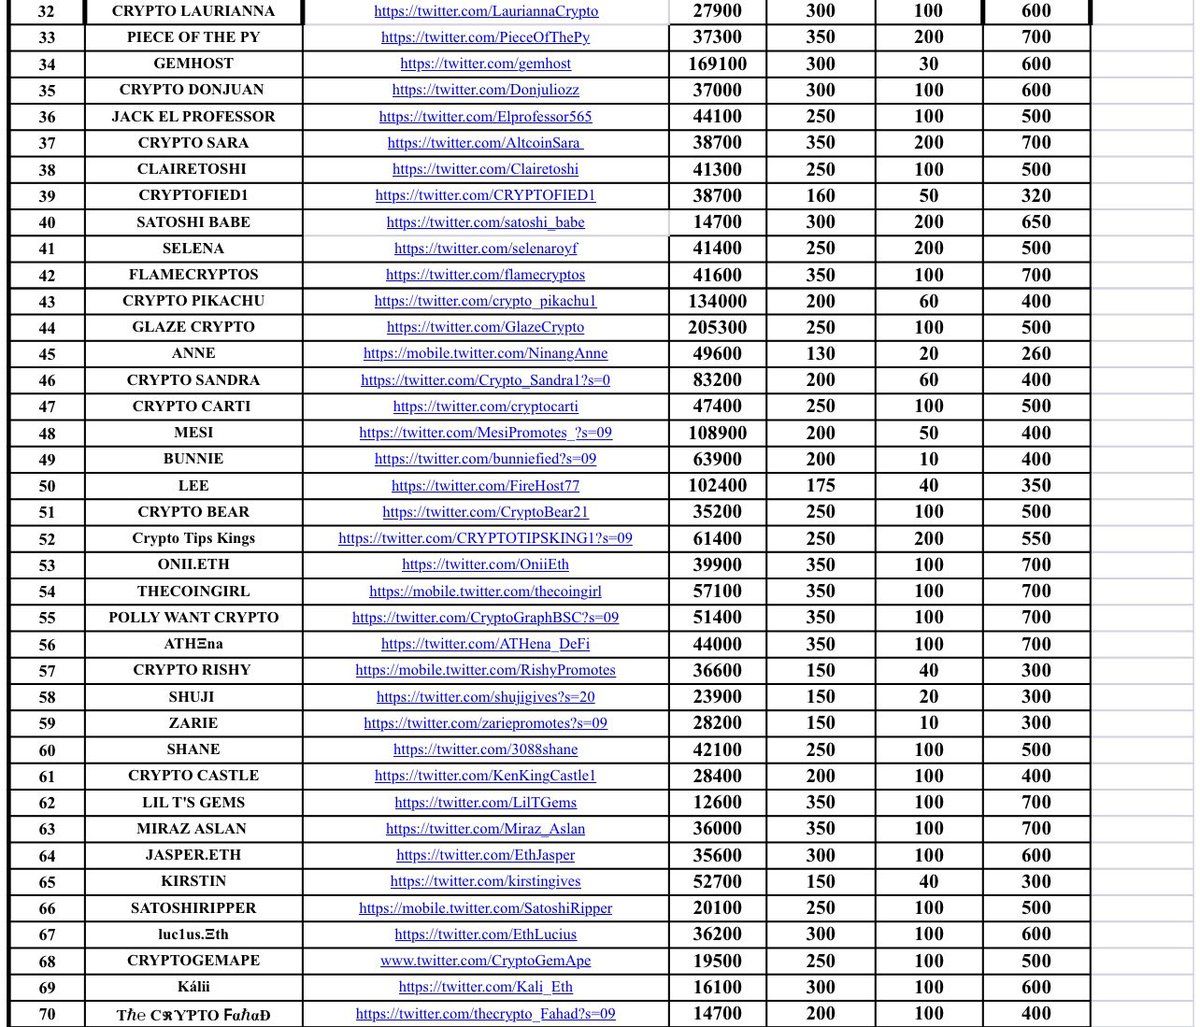 32 CRYPTO LAURIANNA https://twitter.com/LauriannaCrypto 27900 300 100 600
33 PIECE OF THE PY https://twitter.com/PieceOfThePy 37300 350 200 700
34 GEMHOST https://twitter.com/gemhost 169100 300 30 600
35 CRYPTO DONJUAN https://twitter.com/Donjuliozz 37000 300 100 600
36 JACK EL PROFESSOR https://twitter.com/Elprofessor565 44100 250 100 500
37 CRYPTO SARA https://twitter.com/AltcoinSara_ 38700 350 200 700
38 CLAIRETOSHI https://twitter.com/Clairetoshi 41300 250 100 500
39 CRYPTOFIED1 https://twitter.com/CRYPTOFIED1 38700 160 50 320
40 SATOSHI BABE https://twitter.com/satoshi_babe 14700 300 200 650
41 SELENA https://twitter.com/selenaroyf 41400 250 200 500
42 FLAMECRYPTOS https://twitter.com/flamecryptos 41600 350 100 700
43 CRYPTO PIKACHU https://twitter.com/crypto_pikachu1 134000 200 60 400
44 GLAZE CRYPTO https://twitter.com/GlazeCrypto 205300 250 100 500
45 ANNE https://mobile.twitter.com/NinangAnne 49600 130 20 260
46 CRYPTO SANDRA https://twitter.com/Crypto_Sandra1?s=0 83200 200 60 400
47 CRYPTO CARTI https://twitter.com/cryptocarti 47400 250 100 500
48 MESI https://twitter.com/MesiPromotes_?s=09 108900 200 50 400
49 BUNNIE https://twitter.com/bunniefied?s=09 63900 200 10 400
50 LEE https://twitter.com/FireHost77 102400 175 40 350
51 CRYPTO BEAR https://twitter.com/CryptoBear21 35200 250 100 500
52 Crypto Tips Kings https://twitter.com/CRYPTOTIPSKING1?s=09 61400 250 200 550
53 ONII.ETH https://twitter.com/OniiEth 39900 350 100 700
54 THECOINGIRL https://mobile.twitter.com/thecoingirl 57100 350 100 700
55 POLLY WANT CRYPTO https://twitter.com/CryptoGraphBSC?s=09 51400 350 100 700
56 ATHΞna https://twitter.com/ATHena_DeFi 44000 350 100 700
57 CRYPTO RISHY https://mobile.twitter.com/RishyPromotes 36600 150 40 300
58 SHUJI https://twitter.com/shujigives?s=20 23900 150 20 300
59 ZARIE https://twitter.com/zariepromotes?s=09 28200 150 10 300
60 SHANE https://twitter.com/3088shane 42100 250 100 500
61 CRYPTO CASTLE https://twitter.com/KenKingCastle1 28400 200 100 400
62 LIL T'S GEMS https://twitter.com/LilTGems 12600 350 100 700
63 MIRAZ ASLAN https://twitter.com/Miraz_Aslan 36000 350 100 700
64 JASPER.ETH https://twitter.com/EthJasper 35600 300 100 600
65 KIRSTIN https://twitter.com/kirstingives 52700 150 40 300
66 SATOSHIRIPPER https://mobile.twitter.com/SatoshiRipper 20100 250 100 500
67 luc1us.Ξth https://twitter.com/EthLucius 36200 300 100 600
68 CRYPTOGEMAPE www.twitter.com/CryptoGemApe 19500 250 100 500
69 Kálii https://twitter.com/Kali_Eth 16100 300 100 600
70 Tℏ℮ CℜYPTO FαℏαĐ https://twitter.com/thecrypto_Fahad?s=09 14700 200 100 400